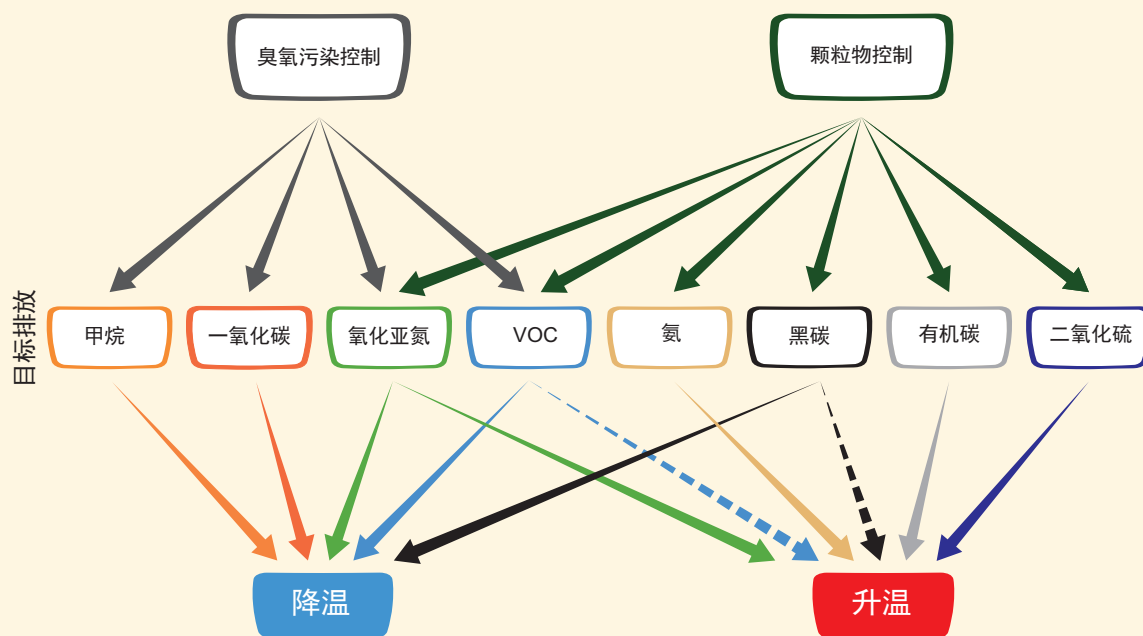 臭氧污染控制
颗粒物控制
目标排放
甲烷
一氧化碳
氧化亚氮
VOC
氨
黑碳
有机碳
二氧化硫
降温
升温